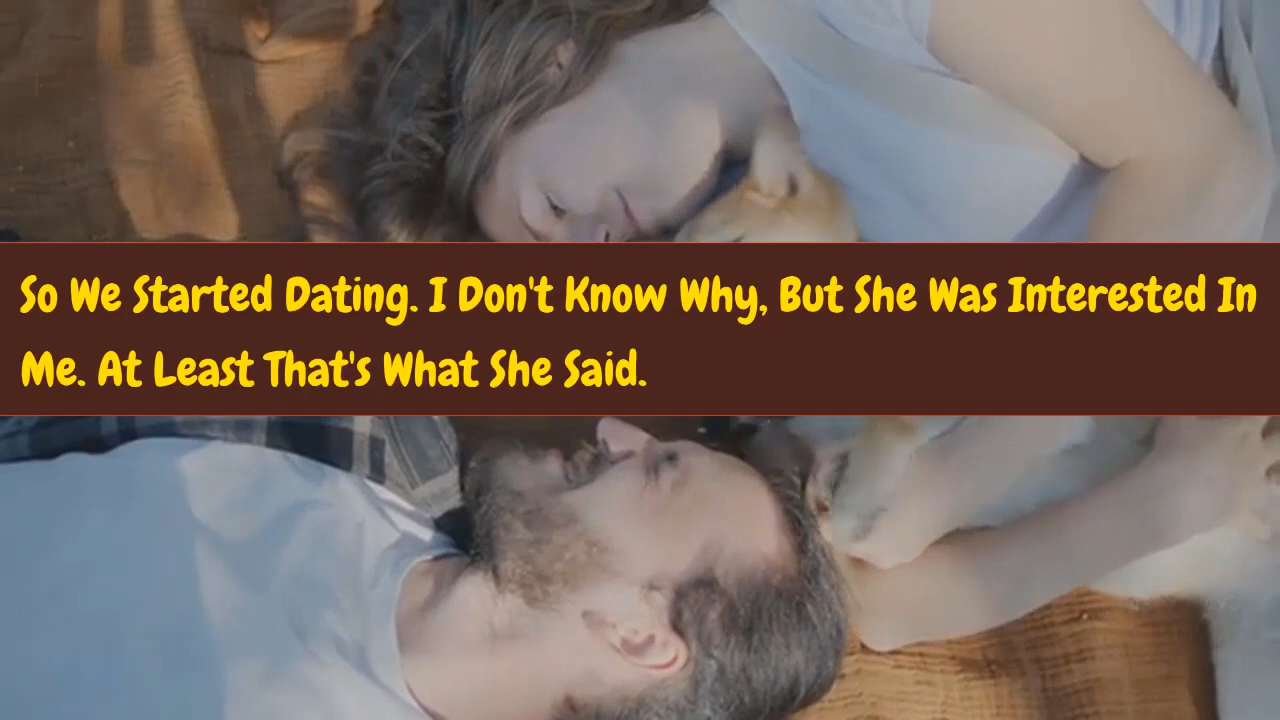 So We Started Dating. I Don't Know Why, But She Was Interested In
Me. At Least That's What She Said.